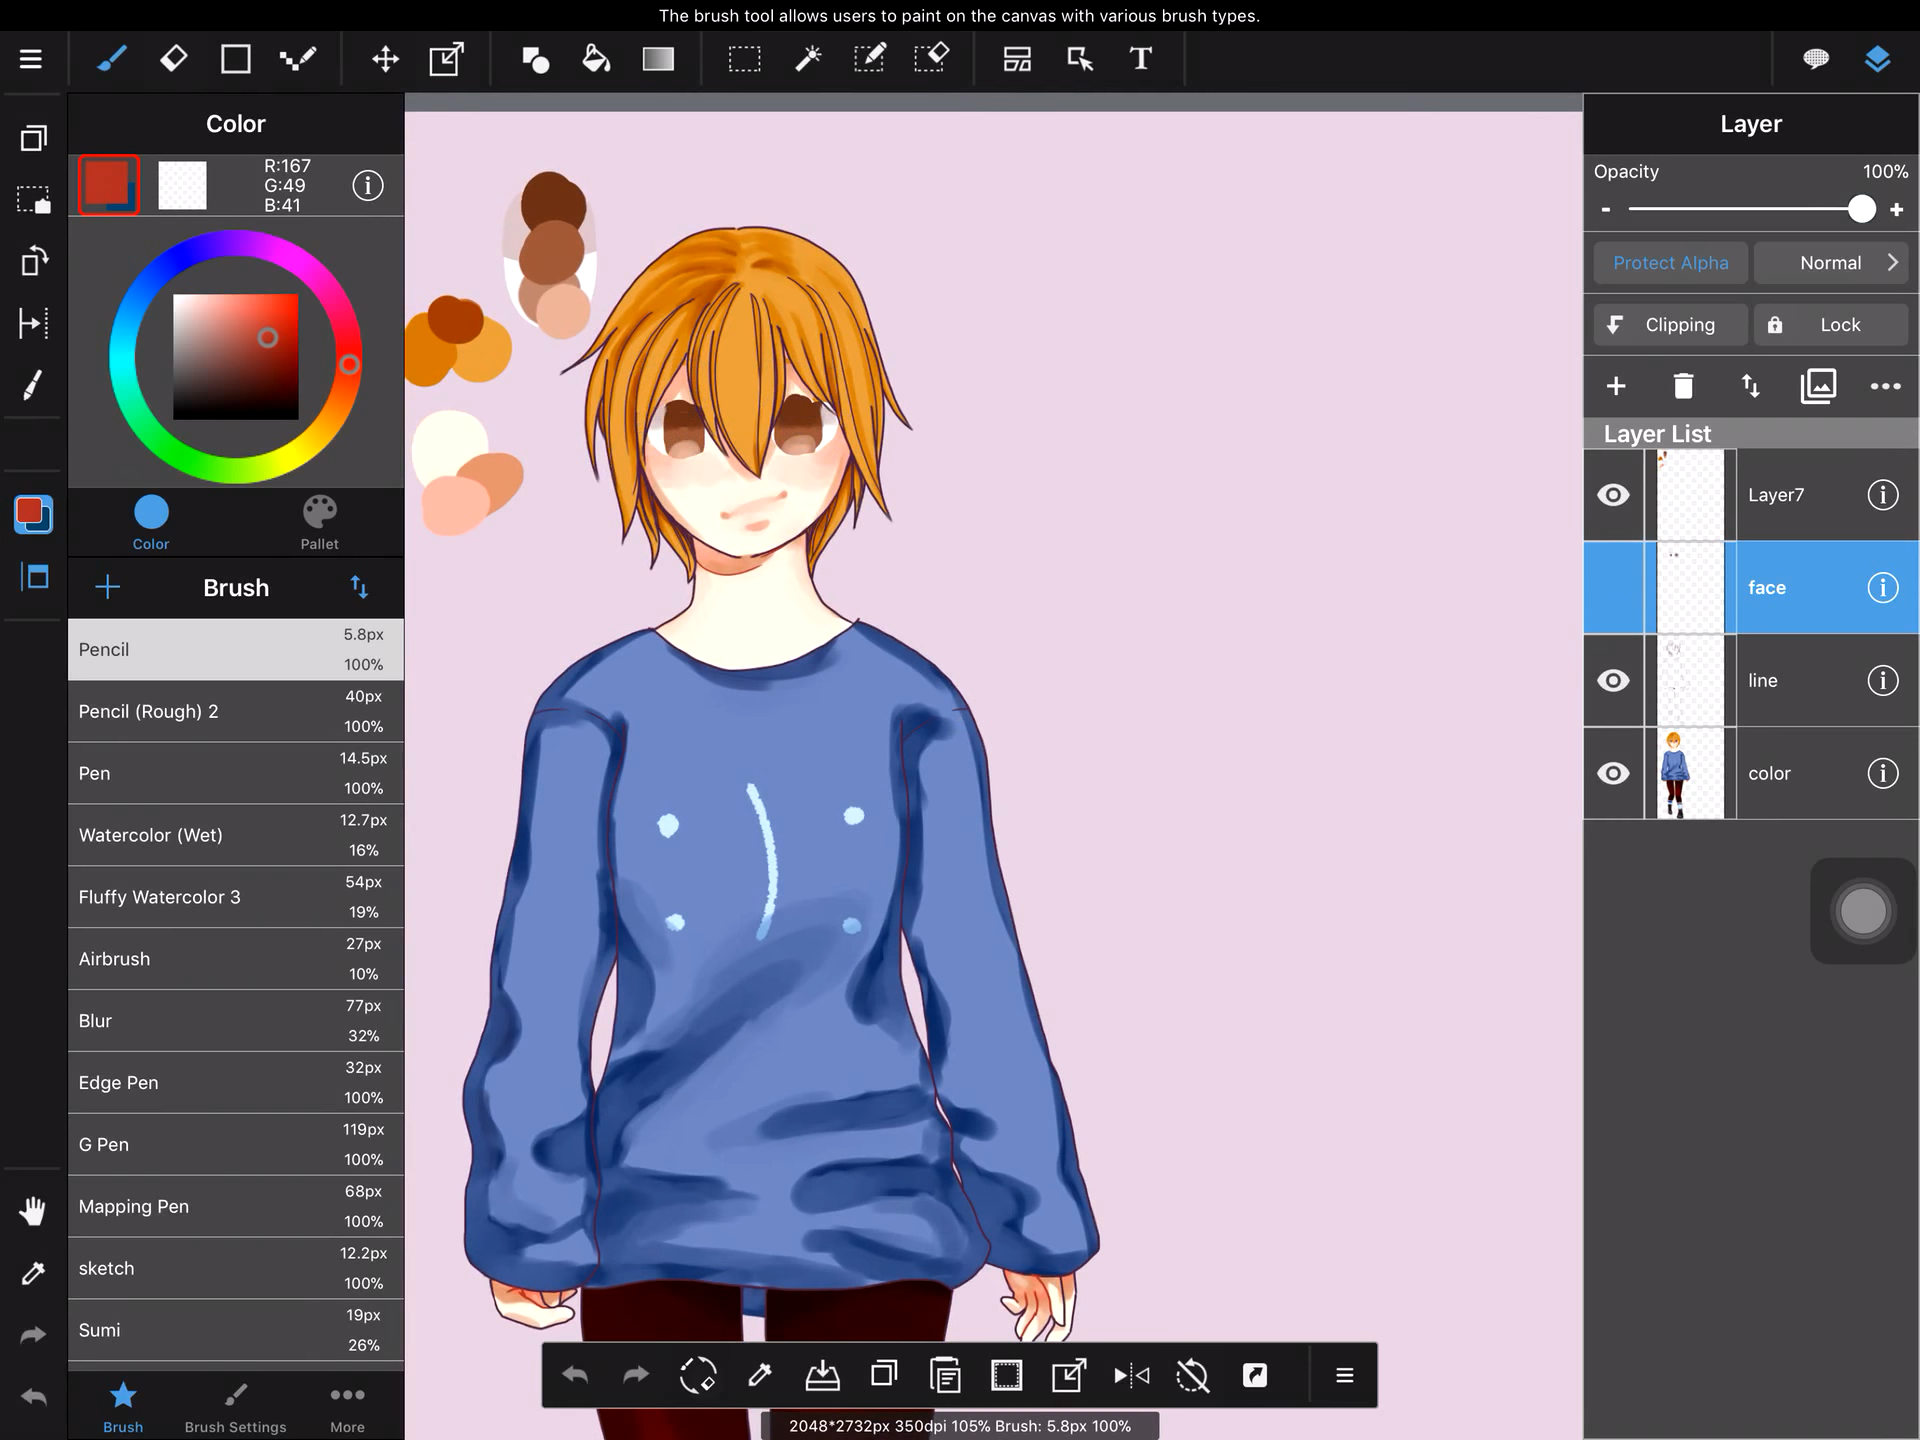 The brush tool allows users to paint on the canvas with various brush types.
T
Color
R:167
G:49
B:41
Color
Pallet
Brush
Pencil
5.8px
100%
Pencil (Rough) 2
40px
100%
Pen
14.5px
100%
Watercolor (Wet)
12.7px
16%
Fluffy Watercolor 3
54px
19%
Airbrush
27px
10%
Blur
77px
32%
Edge Pen
32px
100%
G Pen
119px
100%
Mapping Pen
68px
100%
sketch
12.2px
100%
Sumi
19px
26%
Brush
Brush Settings
More
2048*2732px 350dpi 105% Brush: 5.8px 100%
Layer
Opacity
100%
Protect Alpha
Normal
Clipping
Lock
Layer List
Layer7
face
line
color